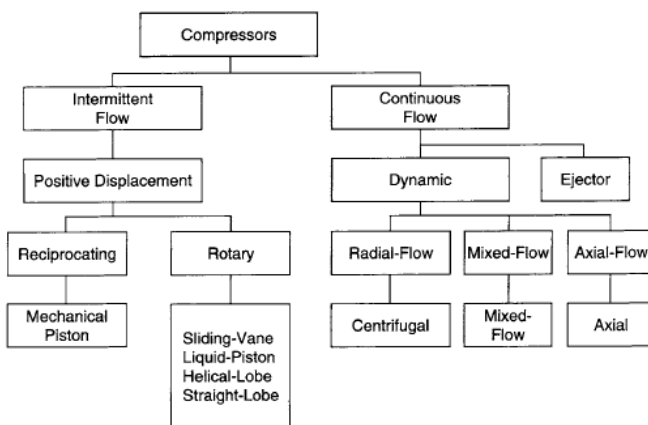 Compressors
Intermittent
Flow
Continuous
Flow
Positive Displacement
Dynamic
Ejector
Reciprocating
Rotary
Radial-Flow
Mixed-Flow
Axial-Flow
Mechanical
Piston
Sliding-Vane
Liquid-Piston
Helical-Lobe
Straight-Lobe
Centrifugal
Mixed-
Flow
Axial